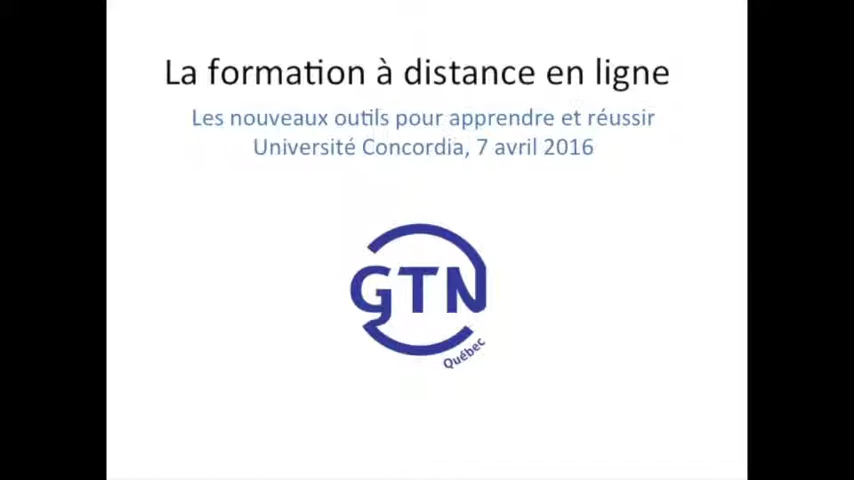 La formation à distance en ligne
Les nouveaux outils pour apprendre et réussir
Université Concordia, 7 avril 2016
GTN
Québec